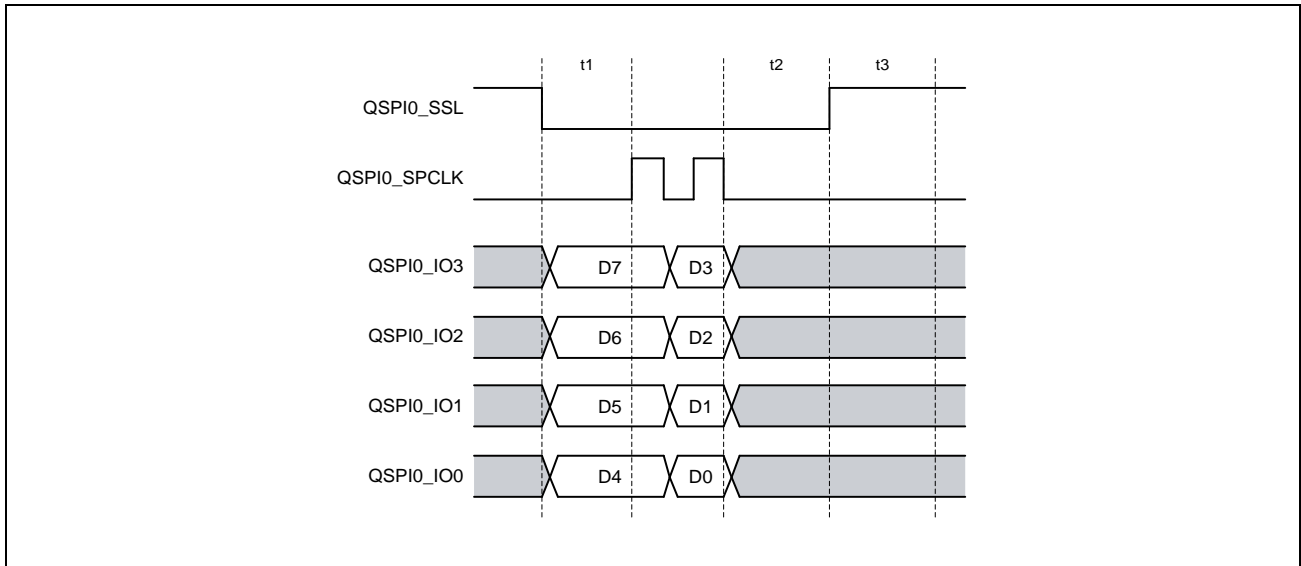 t1 t2 t3
QSPI0_SSL
QSPI0_SPCLK
QSPI0_IO3 D7 D3
QSPI0_IO2 D6 D2
QSPI0_IO1 D5 D1
QSPI0_IO0 D4 D0